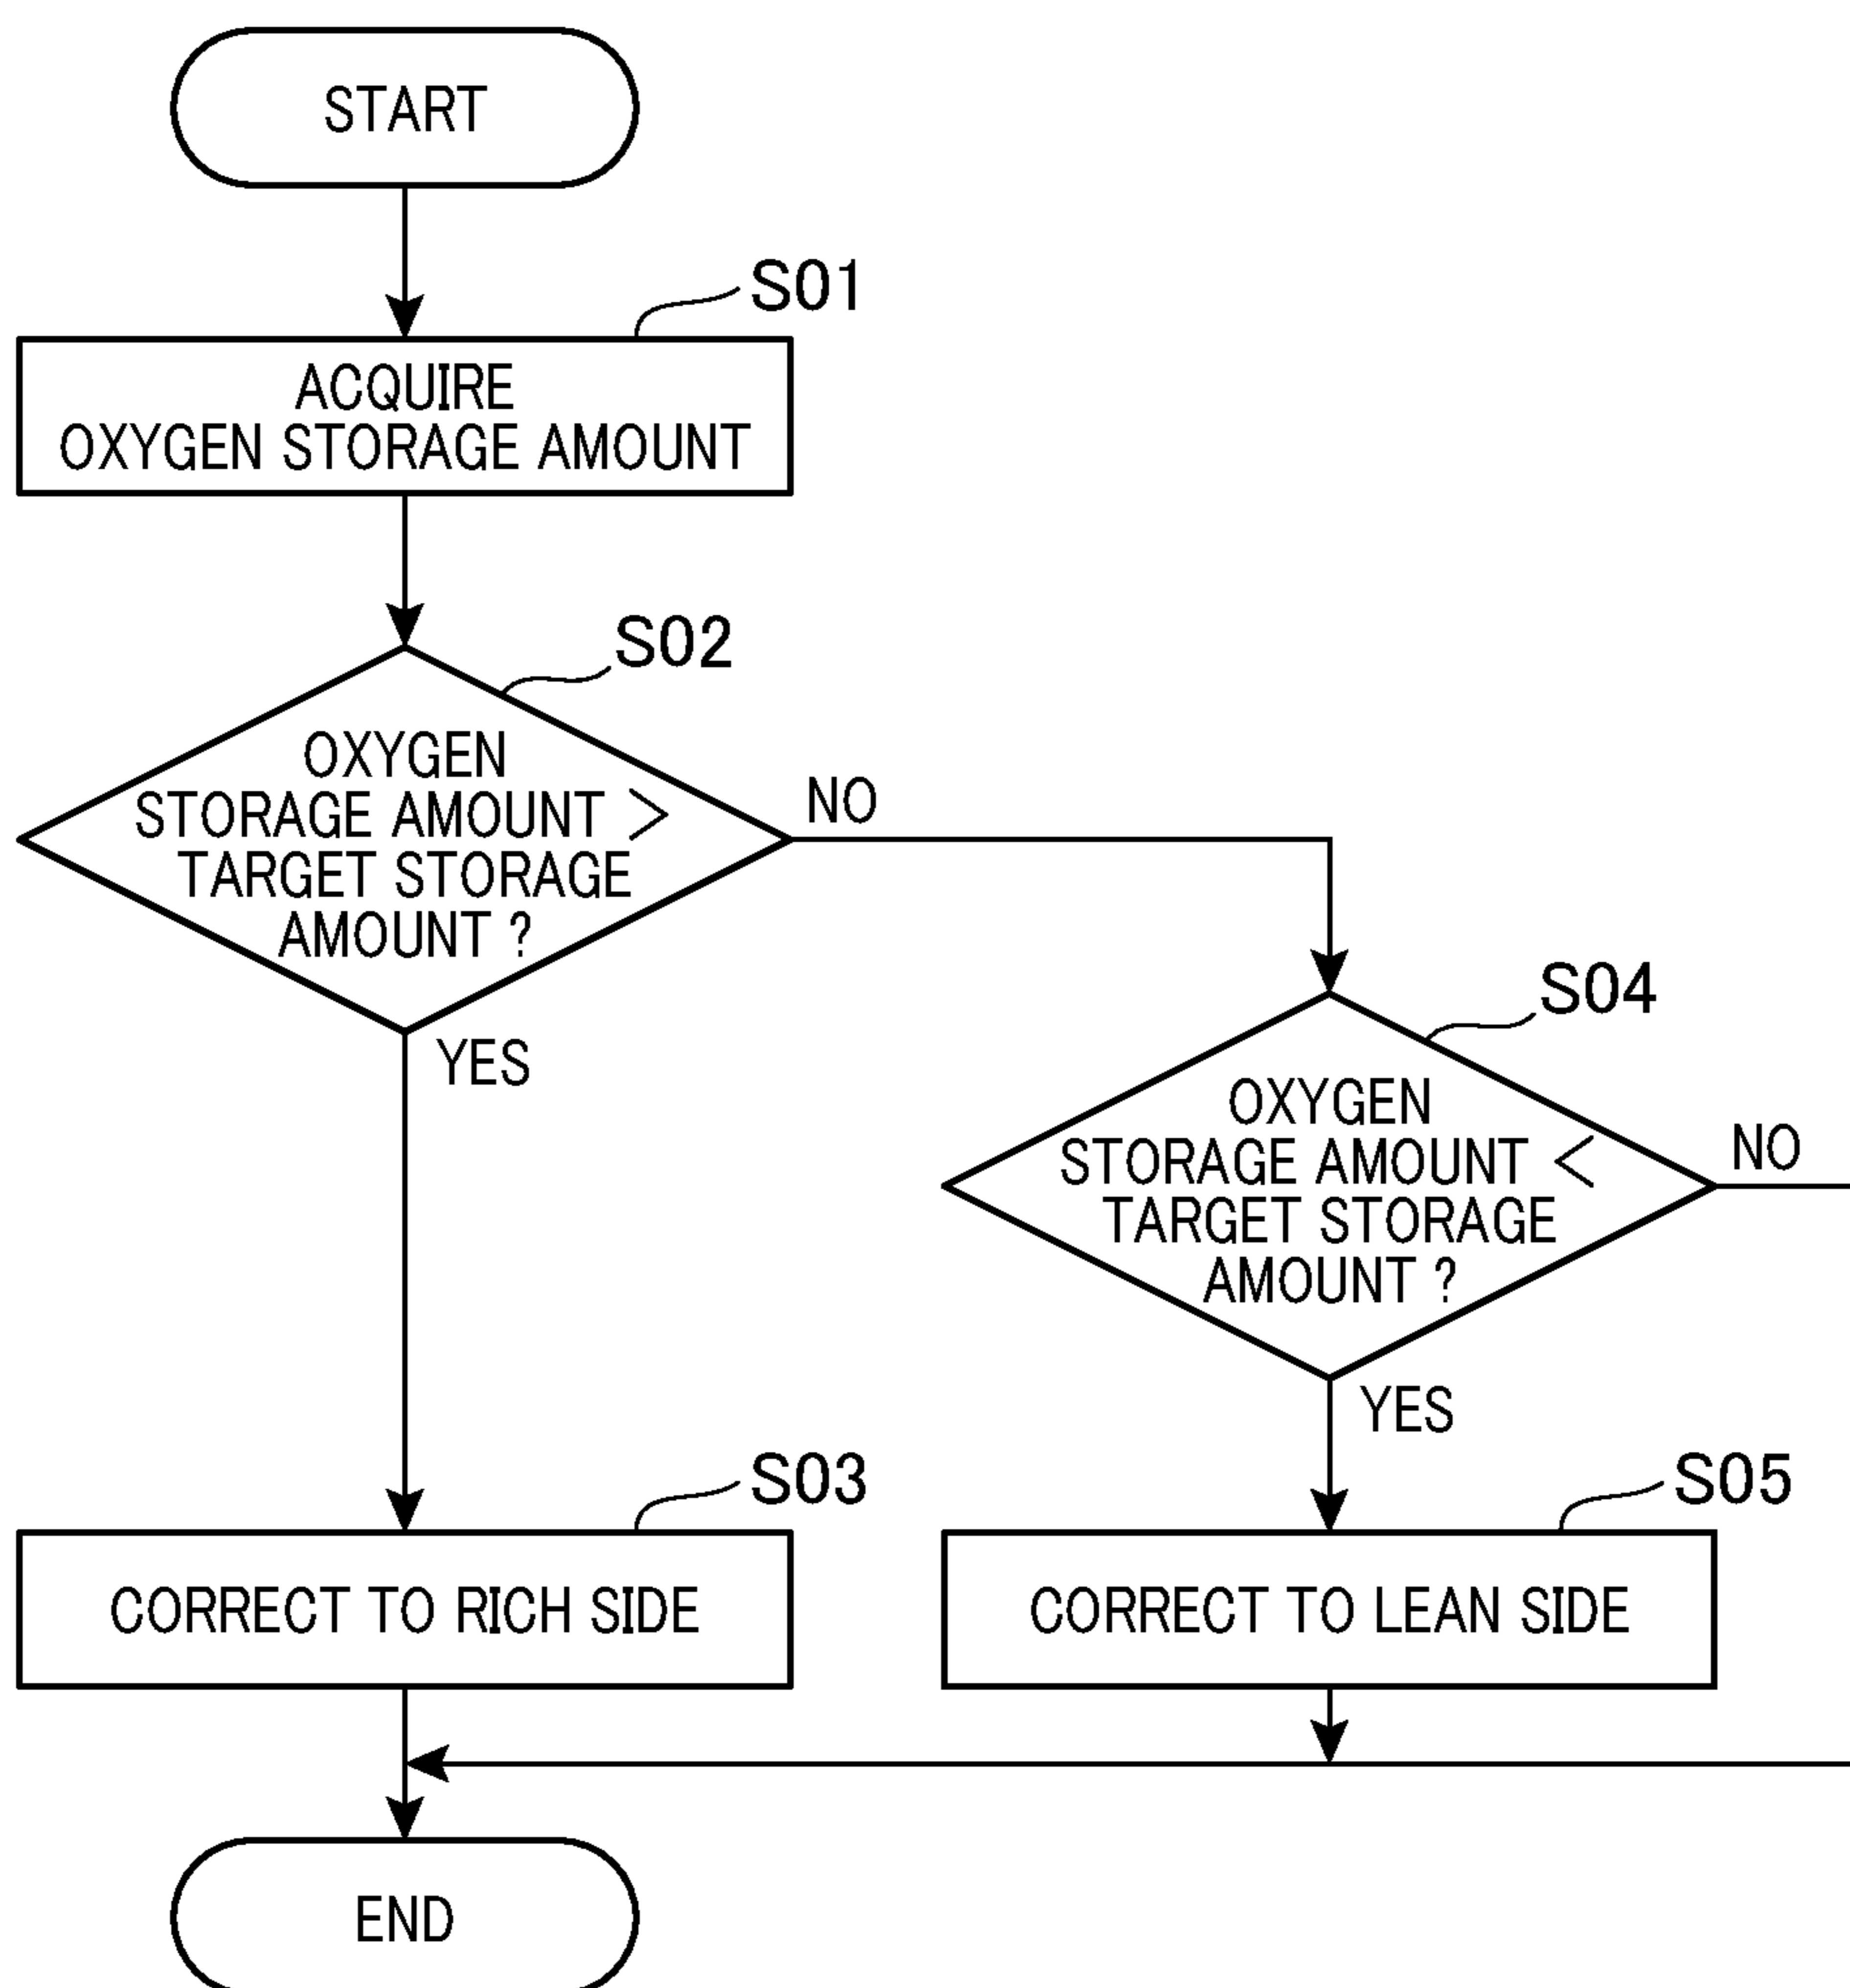 START
S01
ACQUIRE
OXYGEN STORAGE AMOUNT
S02
OXYGEN
STORAGE AMOUNT >
TARGET STORAGE
AMOUNT ?
NO
YES
S04
OXYGEN
STORAGE AMOUNT <
TARGET STORAGE
AMOUNT ?
NO
YES
S03
CORRECT TO RICH SIDE
S05
CORRECT TO LEAN SIDE
END